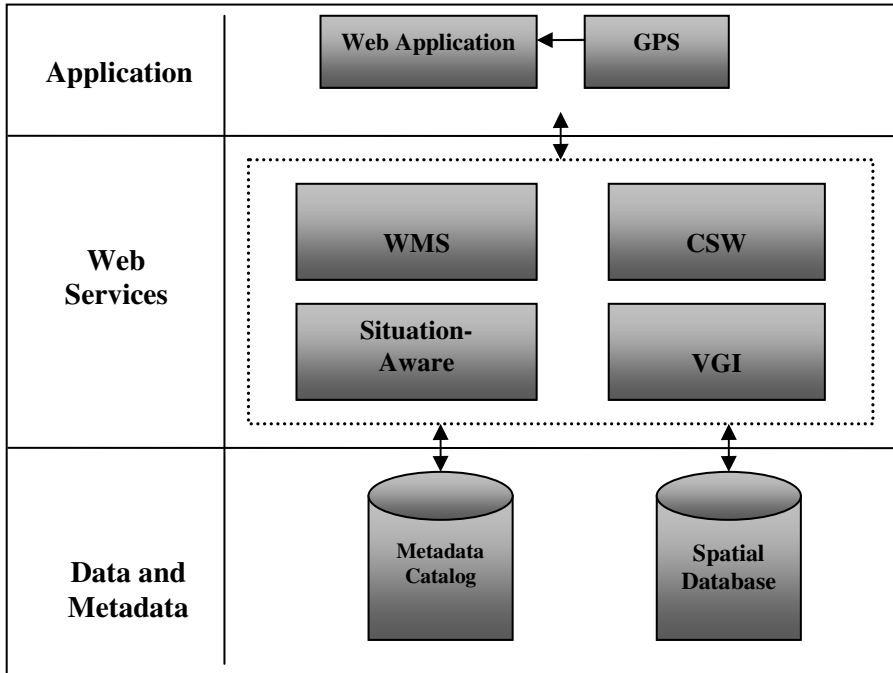 Application
Web Application
GPS
Web
Services
WMS
CSW
Situation-
Aware
VGI
Data and
Metadata
Metadata
Catalog
Spatial
Database